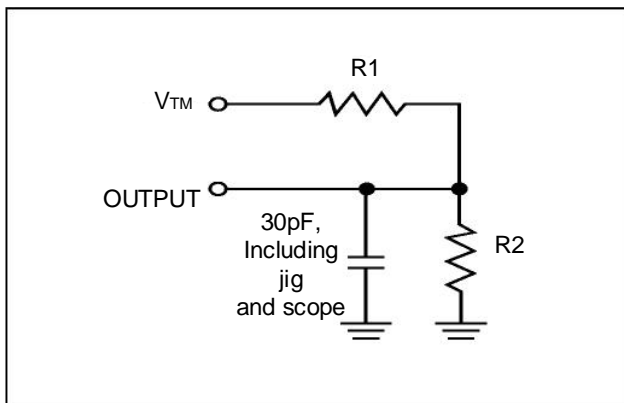 R1
VTM
OUTPUT
30pF,
Including
jig
and scope
R2